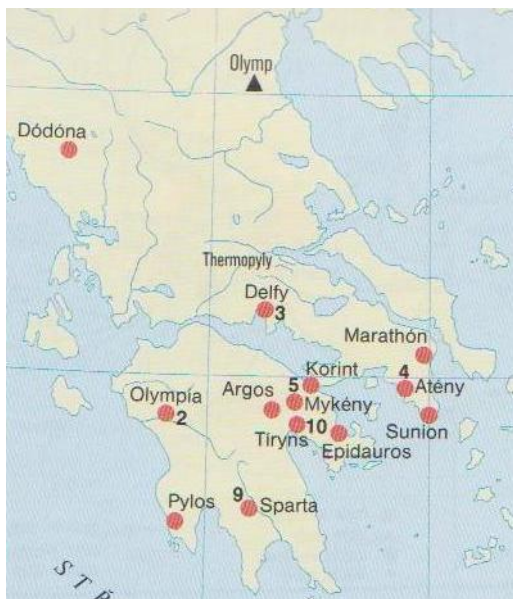 Olymp
Dódóna
Thermopyly
Delfy
3
Marathón
Korint
4
5
Atény
Olympia
Argos
Mykény
2
10
Sunion
Tiryns
Epidauros
9
Pylos
Sparta
STŘ